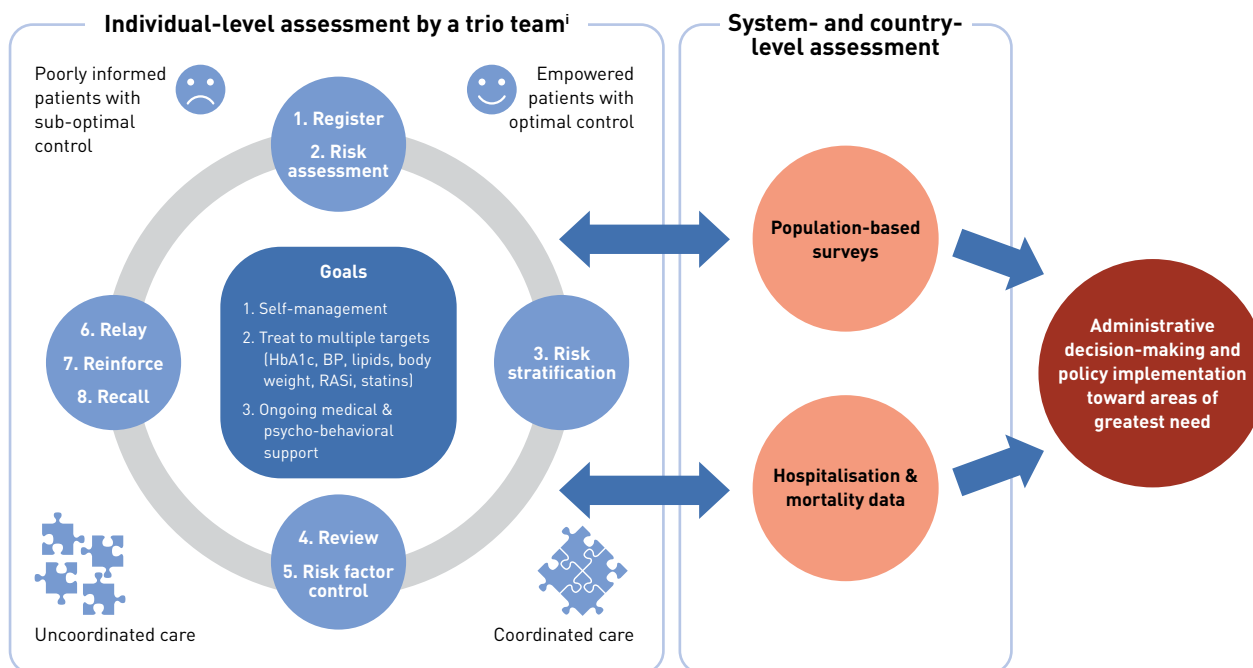 Individual-level assessment by a trio teamⁱ
Poorly informed
patients with
sub-optimal
control
Empowered
patients with
optimal control
1. Register
2. Risk
assessment
3. Risk
stratification
4. Review
5. Risk factor
control
6. Relay
7. Reinforce
8. Recall
Goals
1. Self-management
2. Treat to multiple targets
(HbA1c, BP, lipids, body
weight, RASi, statins)
3. Ongoing medical &
psycho-behavioral
support
Uncoordinated care
Coordinated care
System- and country-
level assessment
Population-based
surveys
Hospitalisation &
mortality data
Administrative
decision-making and
policy implementation
toward areas of
greatest need